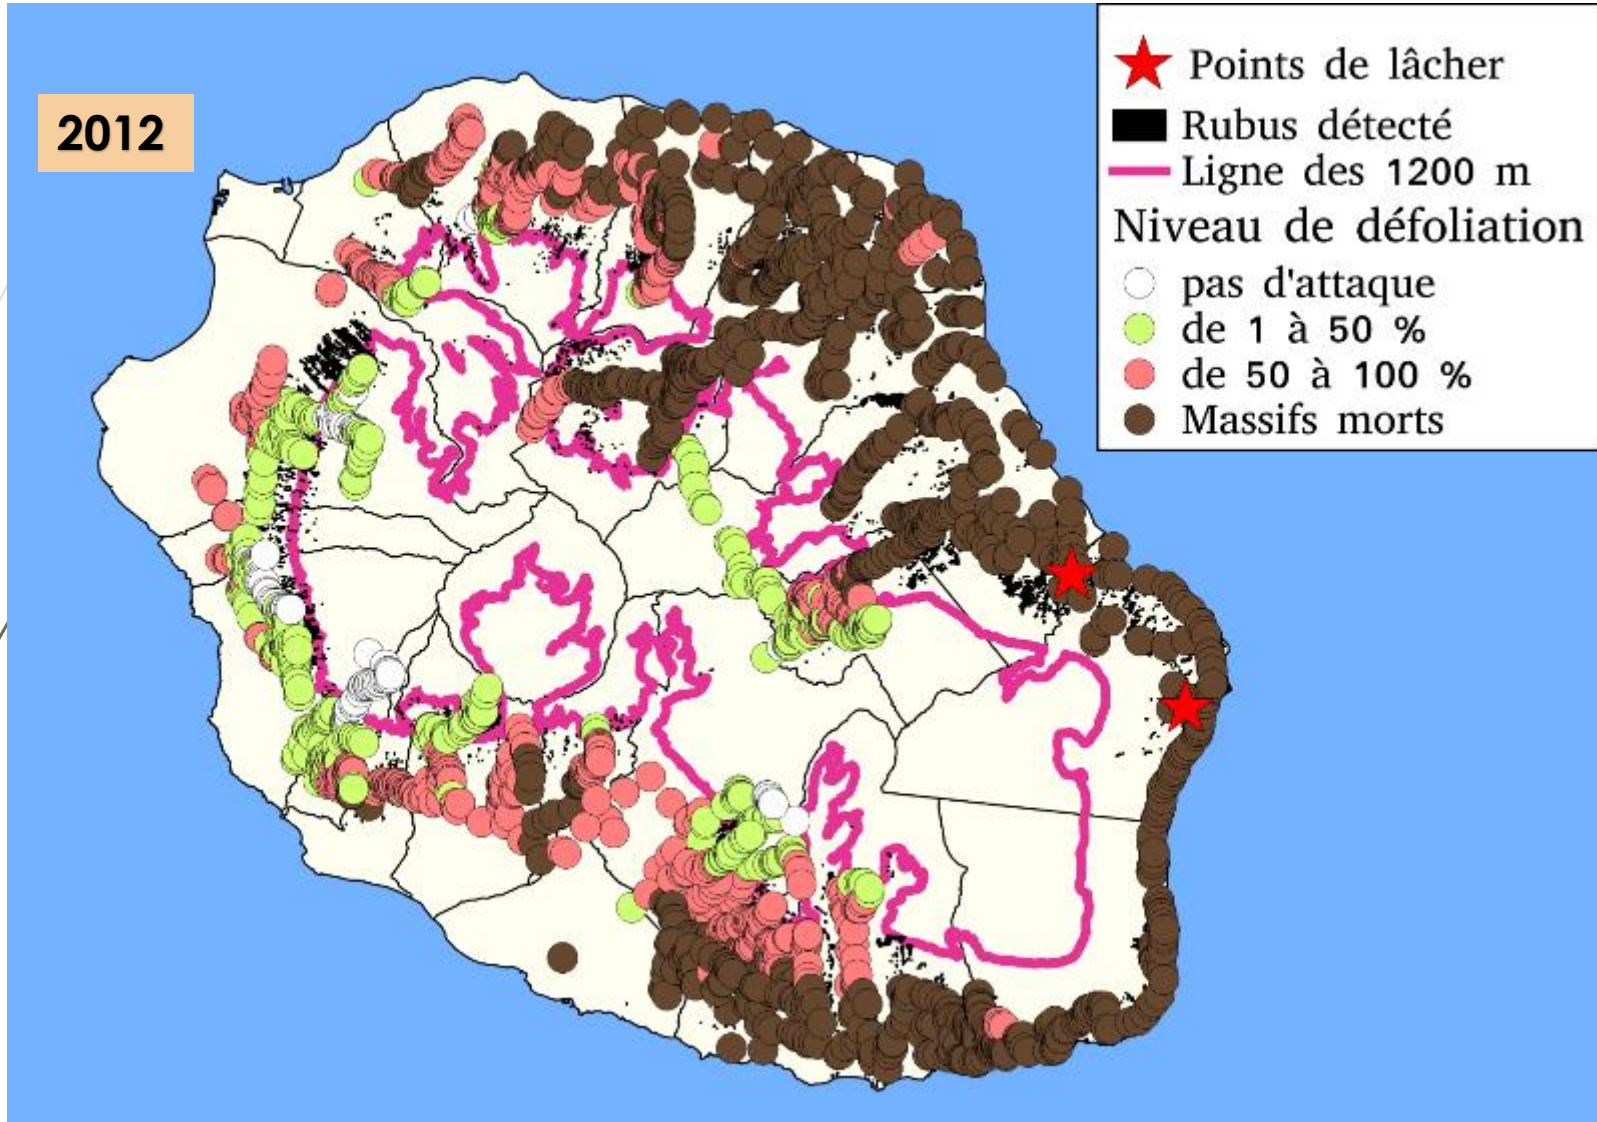 2012
Points de lâcher
Rubus détecté
Ligne des 1200 m
Niveau de défoliation
pas d'attaque
de 1 à 50 %
de 50 à 100 %
Massifs morts